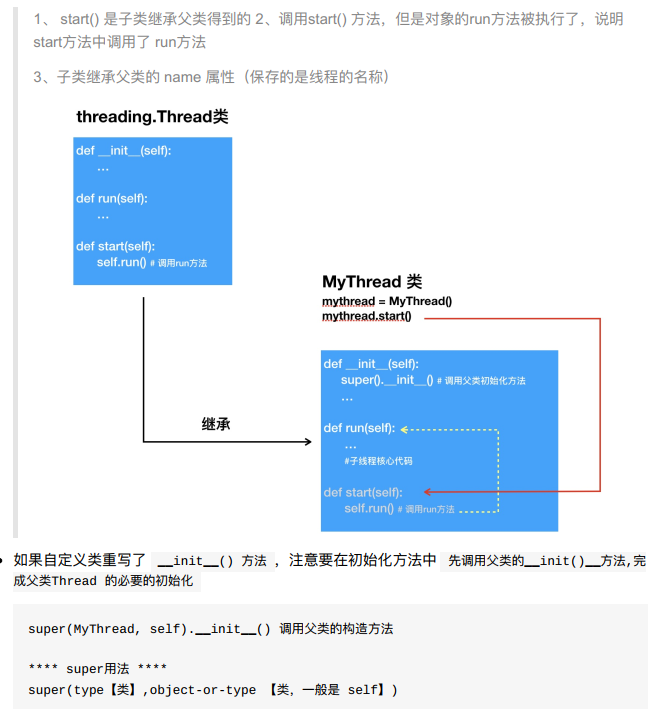 1、 start() 是子类继承父类得到的 2、调用start() 方法，但是对象的run方法被执行了，说明
start方法中调用了 run方法
3、子类继承父类的 name 属性（保存的是线程的名称）
threading.Thread类
def __init__(self):
...
def run(self):
...
def start(self):
self.run() # 调用run方法
MyThread 类
mythread = MyThread()
mythread.start()
def __init__(self):
super().__init__() # 调用父类初始化方法
...
继承
def run(self):
...
#子线程核心代码
def start(self):
self.run() # 调用run方法
如果自定义类重写了 __init__() 方法 ，注意要在初始化方法中 先调用父类的__init()__方法,完
成父类Thread 的必要的初始化
super(MyThread, self).__init__() 调用父类的构造方法
**** super用法 ****
super(type【类】,object-or-type 【类，一般是 self】)